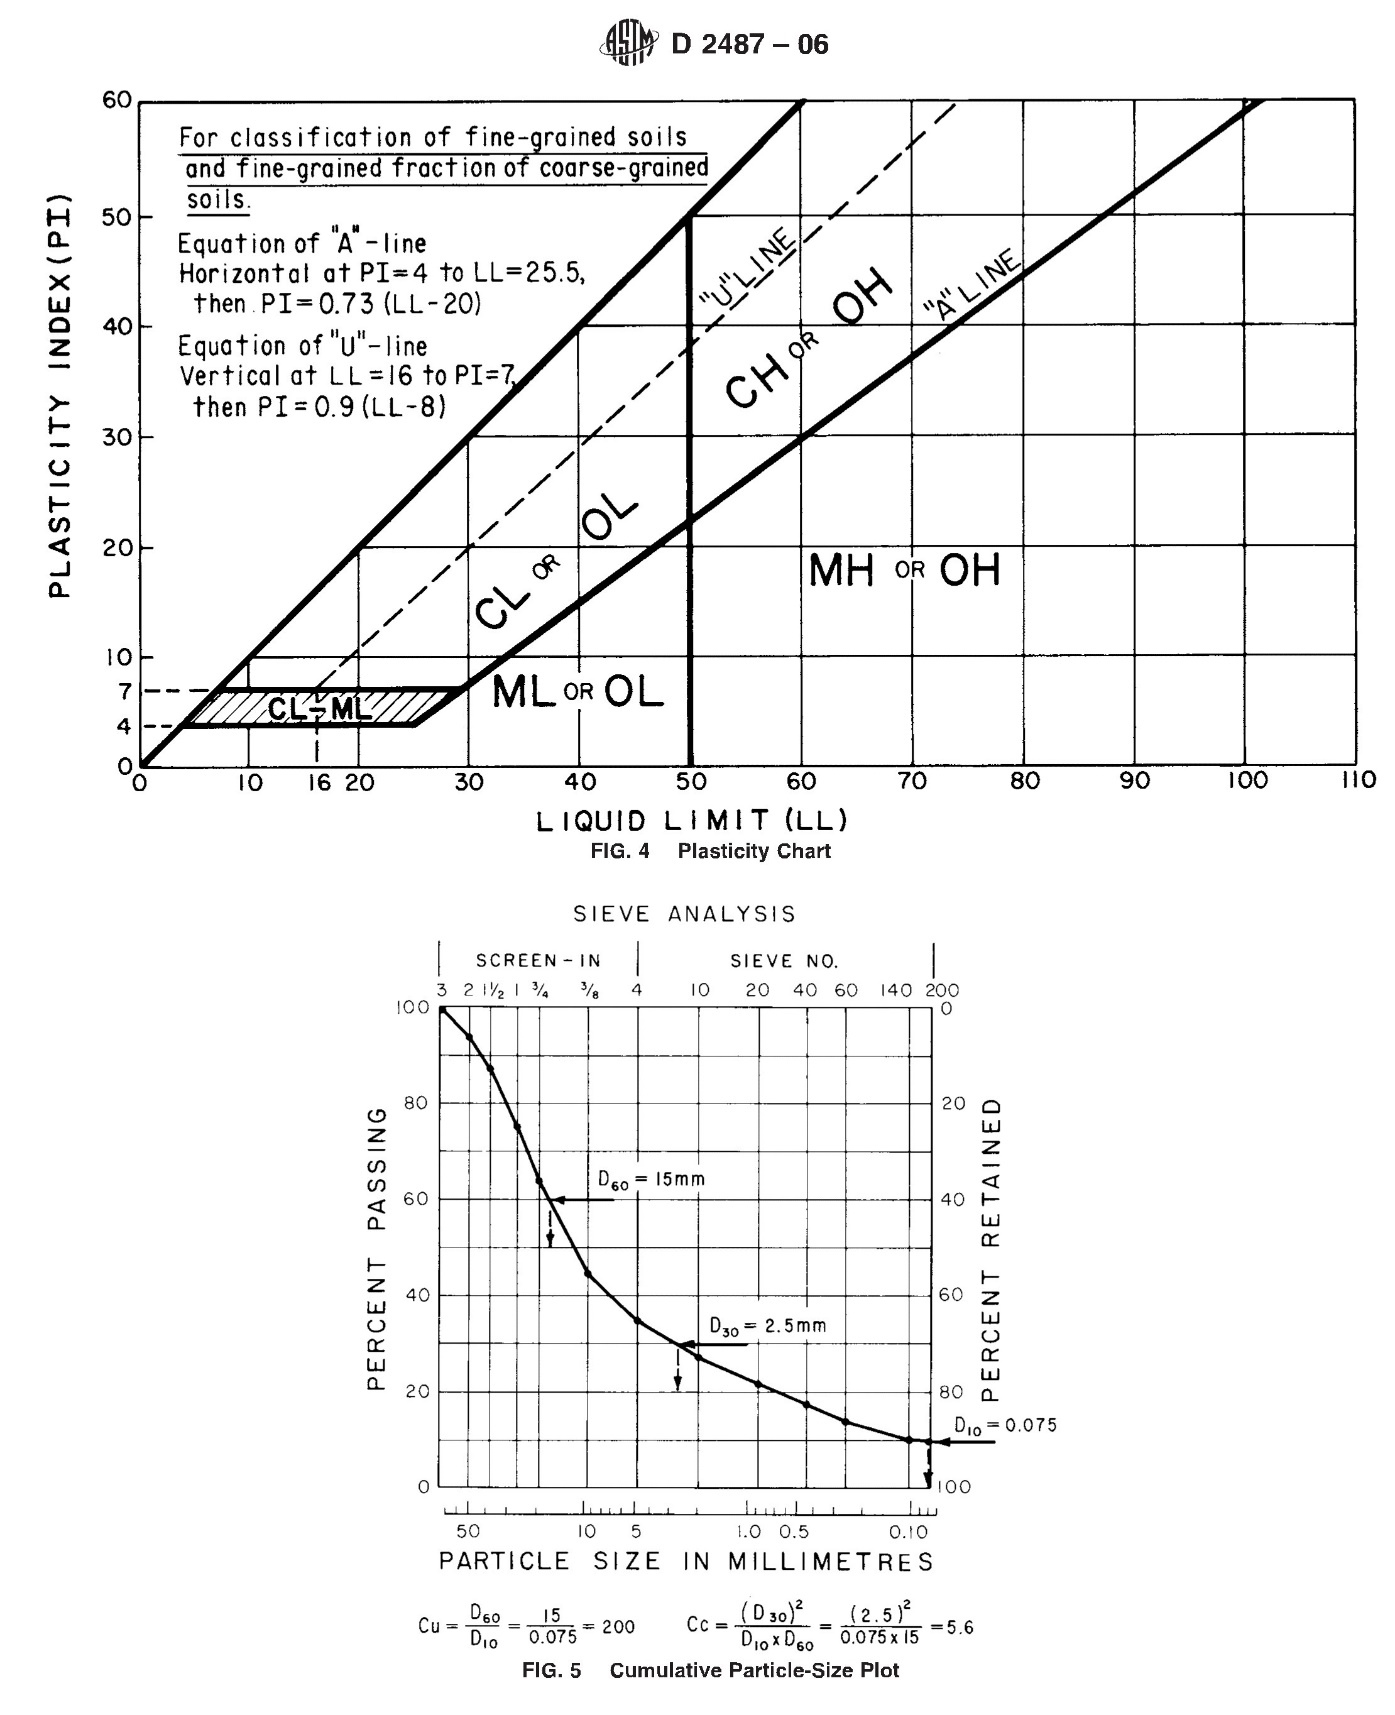 ASTM D 2487 – 06
60
50
40
30
20
10
7
4
0
PLASTICITY INDEX (PI)
For classification of fine-grained soils
and fine-grained fraction of coarse-grained
soils.
Equation of "A"-line
Horizontal at PI=4 to LL=25.5,
then PI=0.73 (LL-20)
Equation of "U"-line
Vertical at LL=16 to PI=7,
then PI=0.9 (LL-8)
"U" LINE
"A" LINE
CH OR OH
CL OR OL
MH OR OH
ML OR OL
CL-ML
0 10 16 20 30 40 50 60 70 80 90 100 110
LIQUID LIMIT (LL)
FIG. 4 Plasticity Chart
SIEVE ANALYSIS
SCREEN-IN SIEVE NO.
3 2 1½ 1 ¾ ⅜ 4 10 20 40 60 140 200
100 0
80 20
60 40
40 60
20 80
0 100
PERCENT PASSING
PERCENT RETAINED
D60 = 15mm
D30 = 2.5mm
D10 = 0.075
50 10 5 1.0 0.5 0.10
PARTICLE SIZE IN MILLIMETRES
Cu = D60/D10 = 15/0.075 = 200 Cc = (D30)²/D10 x D60 = (2.5)²/0.075 x 15 = 5.6
FIG. 5 Cumulative Particle-Size Plot